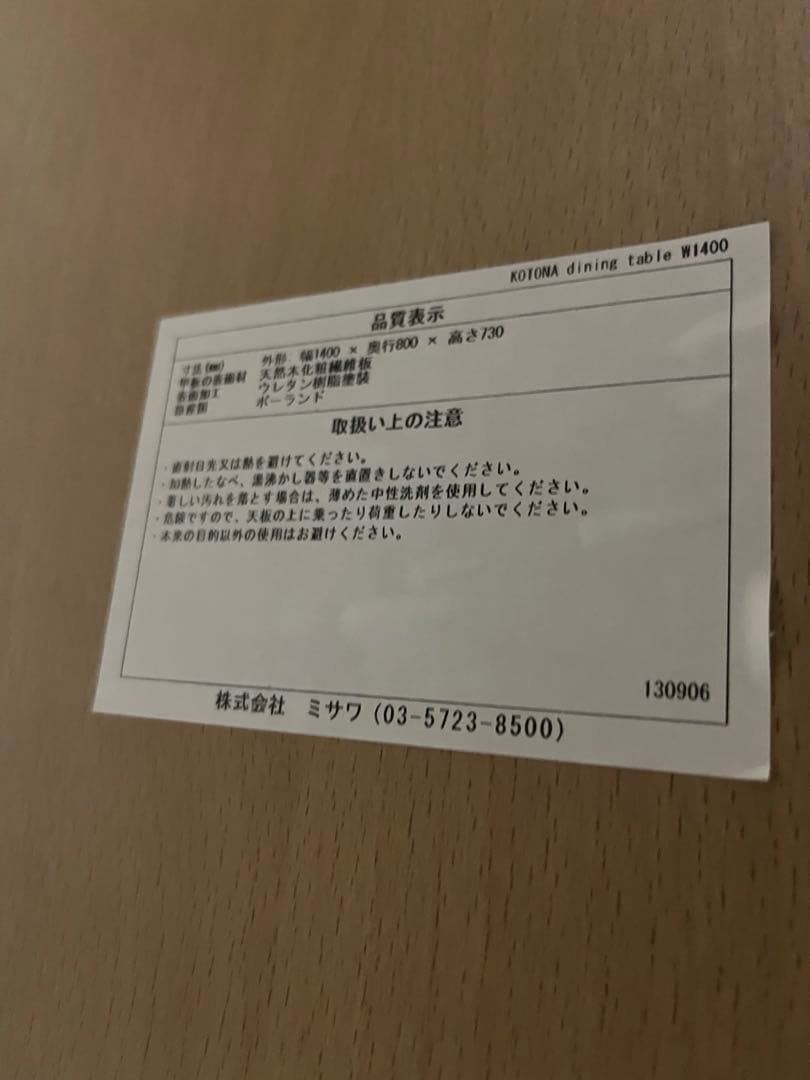 KOTONA dining table W1400
品質表示
寸法(mm) 外形 幅1400 × 奥行800 × 高さ730
甲板の表面材 天然木化粧繊維板
表面加工 ウレタン樹脂塗装
原産国 ポーランド
取扱い上の注意
・直射日光又は熱を避けてください。
・加熱したなべ、湯沸かし器等を直置きしないでください。
・著しい汚れを落とす場合は、薄めた中性洗剤を使用してください。
・危険ですので、天板の上に乗ったり荷重したりしないでください。
・本来の目的以外の使用はお避けください。
130906
株式会社 ミサワ (03-5723-8500)